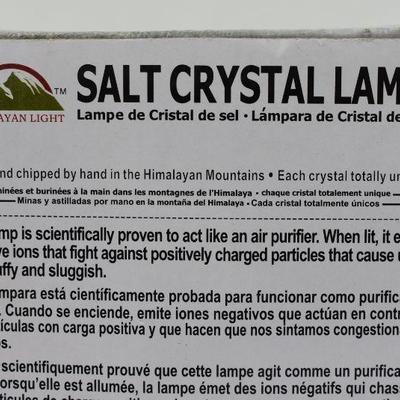 SALT CRYSTAL LAM
TM
AYAN LIGHT
Lampe de Cristal de sel • Lámpara de Cristal de
nd chipped by hand in the Himalayan Mountains • Each crystal totally un
minées et burinées à la main dans les montagnes de l'Himalaya • chaque cristal totalement unique
Minas y astilladas por mano en la montaña del Himalaya • Cada cristal totalmente únicos
mp is scientifically proven to act like an air purifier. When lit, it e
ve ions that fight against positively charged particles that cause u
uffy and sluggish.
mpara está científicamente probada para funcionar como purifica
. Cuando se enciende, emite iones negativos que actúan en contr
tículas con carga positiva y que hacen que nos sintamos congestion
os.
scientifiquement prouvé que cette lampe agit comme un purifica
orsqu'elle est allumée, la lampe émet des ions négatifs qui chas